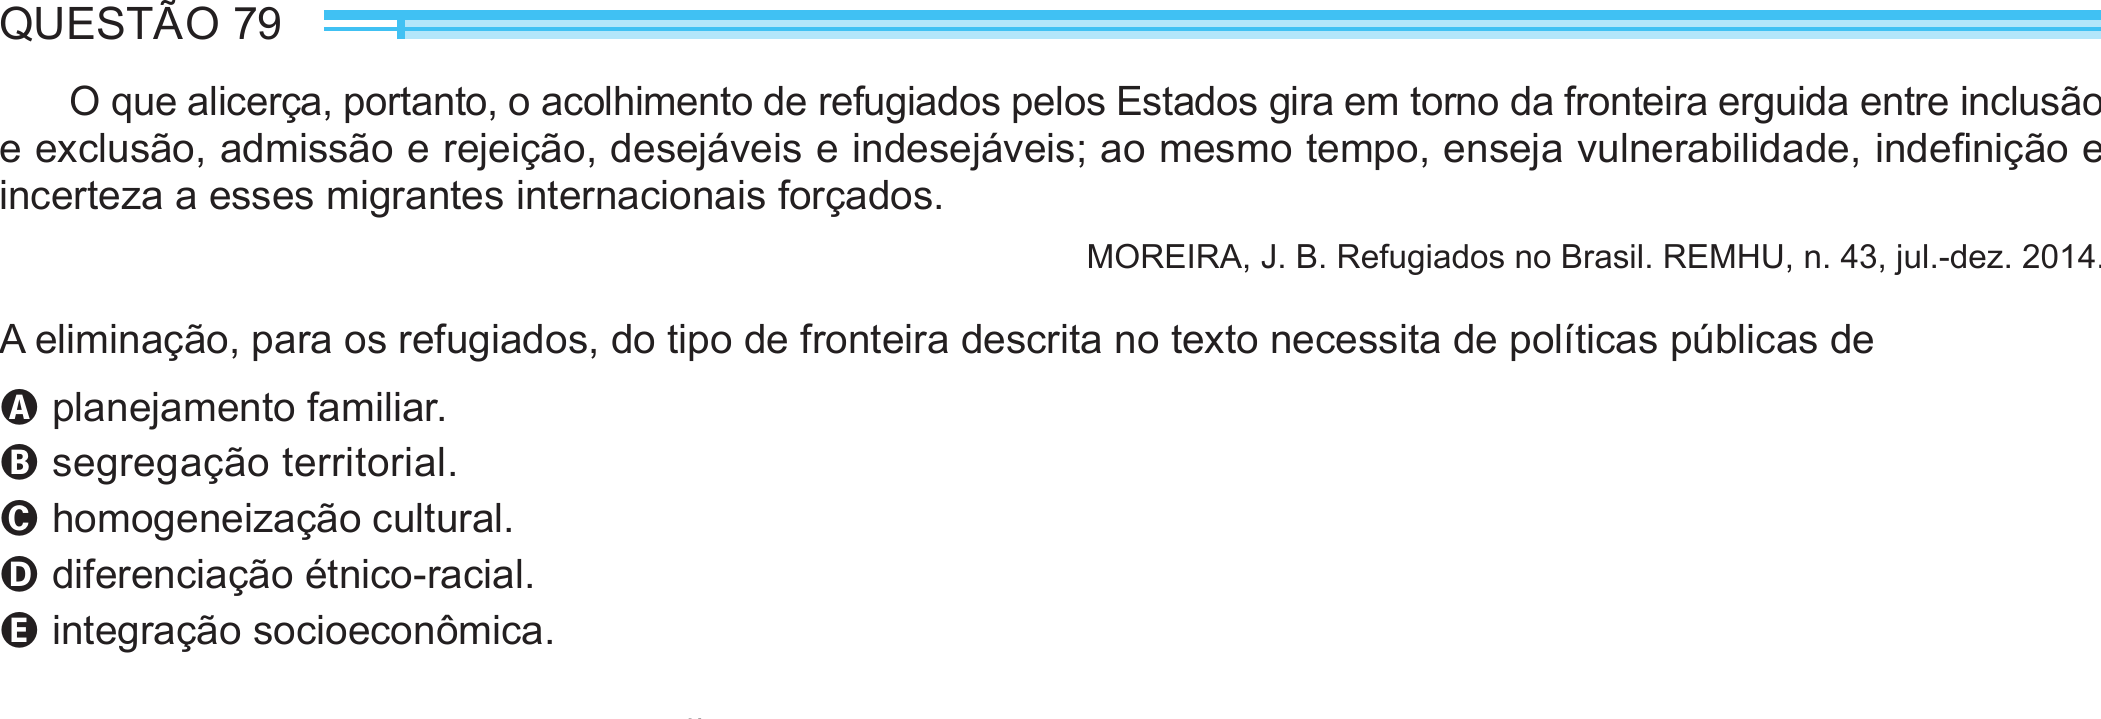 QUESTÃO 79
O que alicerça, portanto, o acolhimento de refugiados pelos Estados gira em torno da fronteira erguida entre inclusão
e exclusão, admissão e rejeição, desejáveis e indesejáveis; ao mesmo tempo, enseja vulnerabilidade, indefinição e
incerteza a esses migrantes internacionais forçados.
MOREIRA, J. B. Refugiados no Brasil. REMHU, n. 43, jul.-dez. 2014.
A eliminação, para os refugiados, do tipo de fronteira descrita no texto necessita de políticas públicas de
A planejamento familiar.
B segregação territorial.
C homogeneização cultural.
D diferenciação étnico-racial.
E integração socioeconômica.